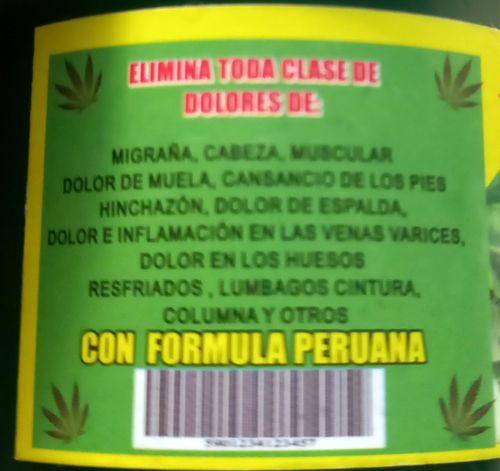 ELIMINA TODA CLASE DE
DOLORES DE:
MIGRAÑA, CABEZA, MUSCULAR
DOLOR DE MUELA, CANSANCIO DE LOS PIES
HINCHAZÓN, DOLOR DE ESPALDA,
DOLOR E INFLAMACIÓN EN LAS VENAS VARICES,
DOLOR EN LOS HUESOS
RESFRIADOS , LUMBAGOS CINTURA,
COLUMNA Y OTROS
CON FORMULA PERUANA
5901234123457